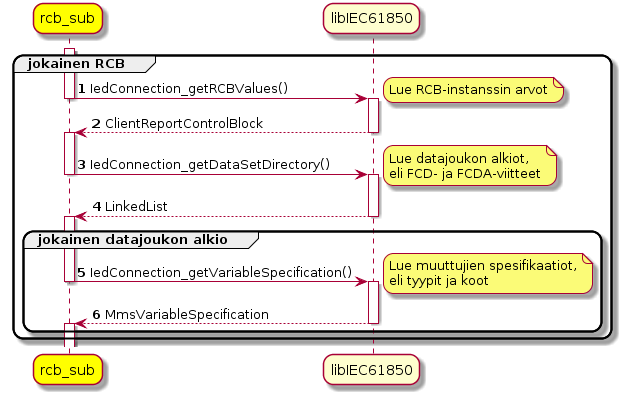 rcb_sub libIEC61850
jokainen RCB
1 IedConnection_getRCBValues()
Lue RCB-instanssin arvot
2 ClientReportControlBlock
3 IedConnection_getDataSetDirectory()
Lue datajoukon alkiot,
eli FCD- ja FCDA-viitteet
4 LinkedList
jokainen datajoukon alkio
5 IedConnection_getVariableSpecification()
Lue muuttujien spesifikaatiot,
eli tyypit ja koot
6 MmsVariableSpecification
rcb_sub libIEC61850